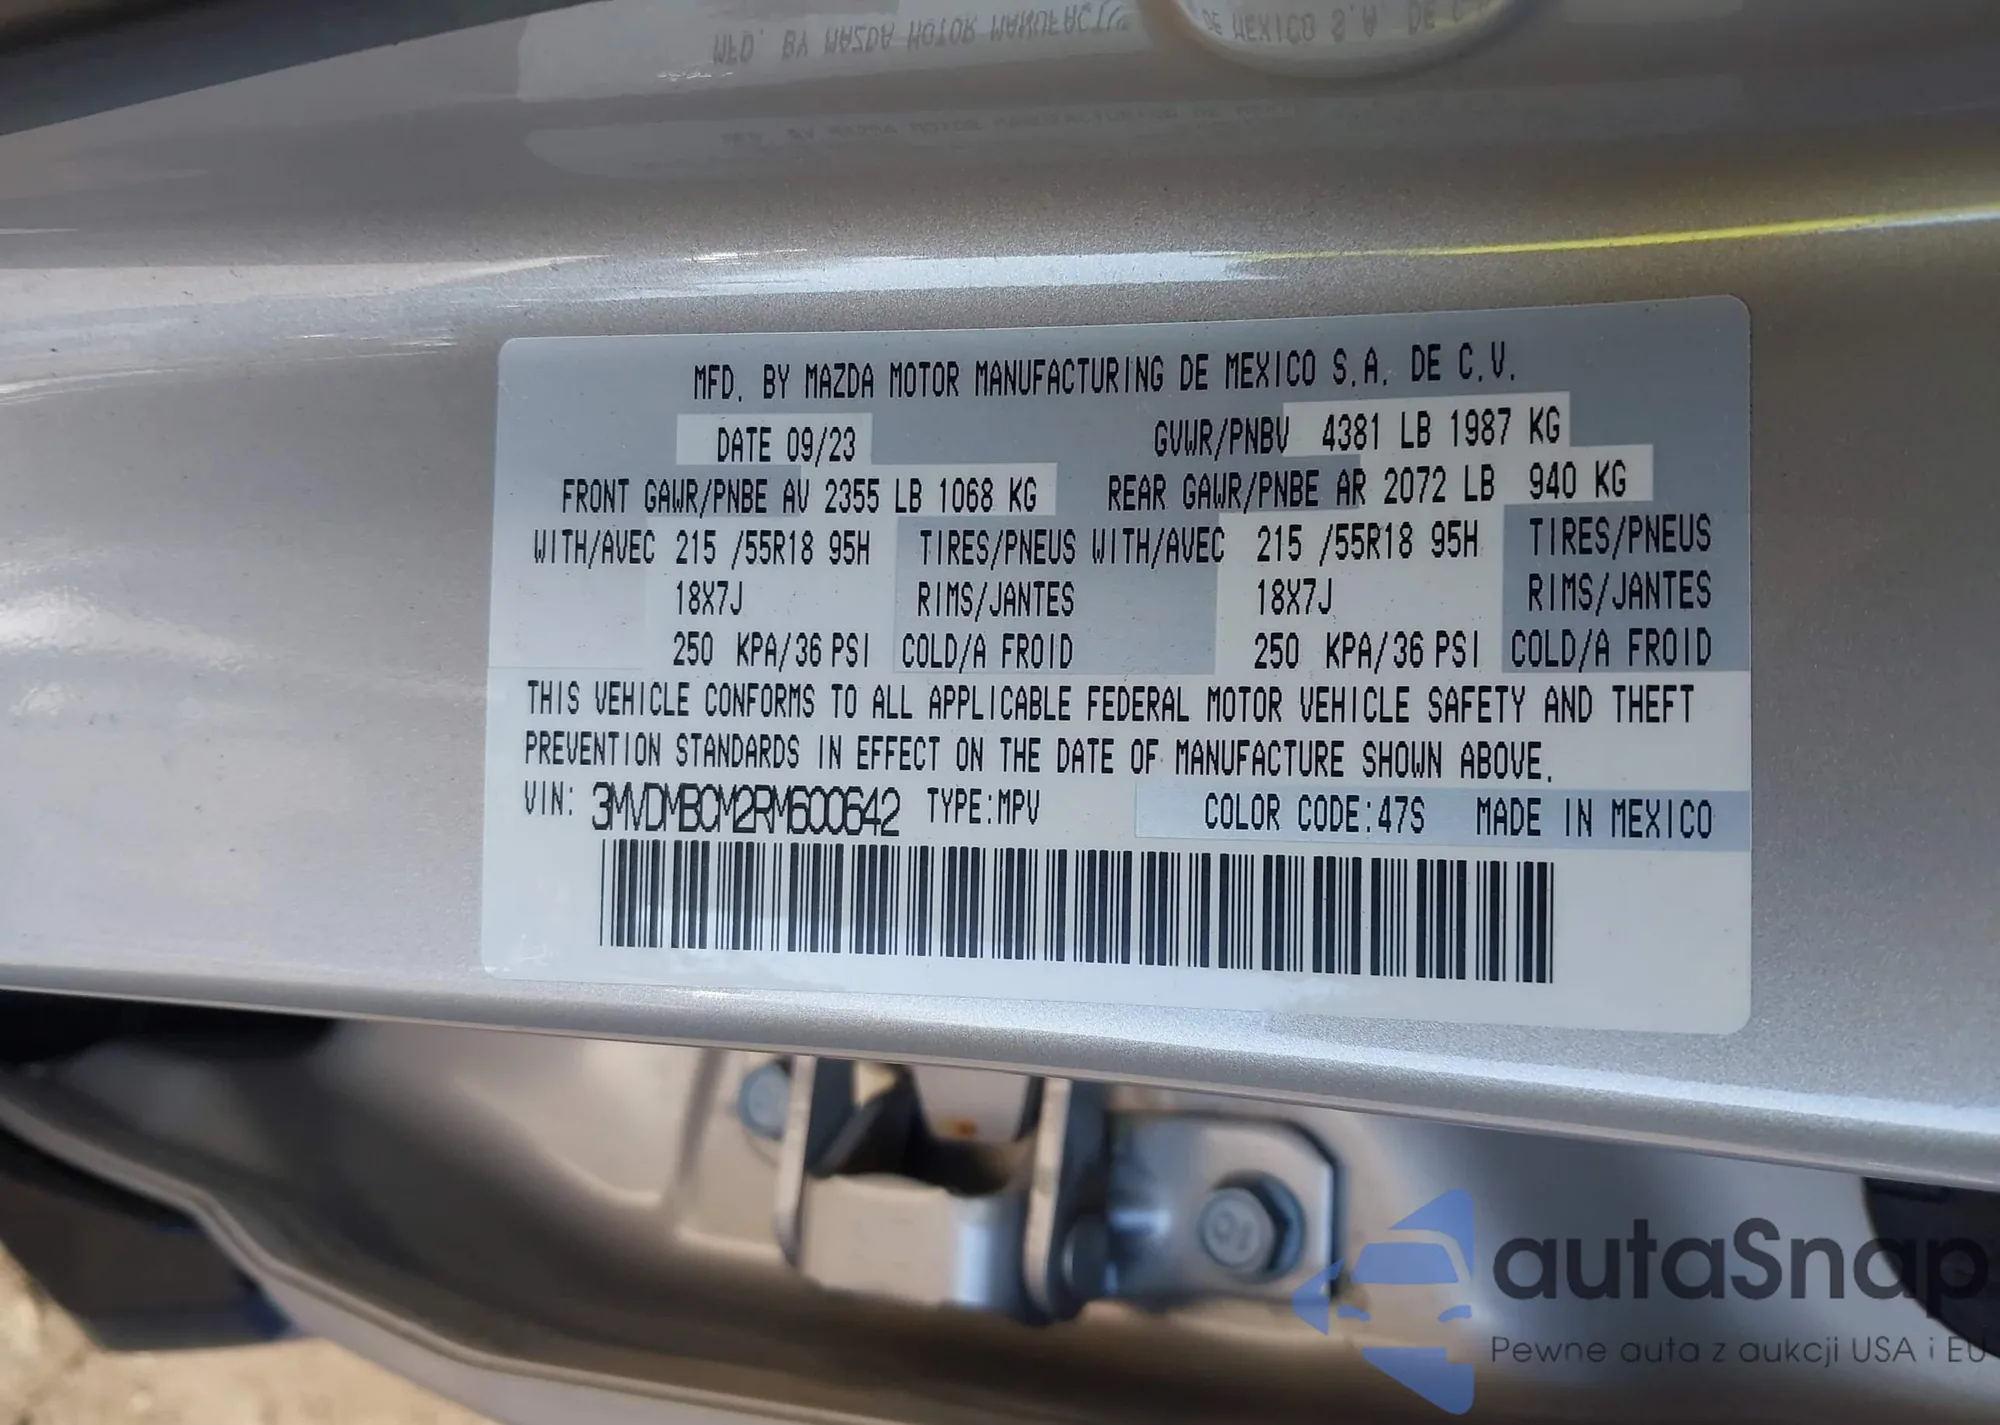 MFD. BY MAZDA MOTOR MANUFACTURING DE MEXICO S.A. DE C.V.
DATE 09/23 GVWR/PNBV 4381 LB 1987 KG
FRONT GAWR/PNBE AV 2355 LB 1068 KG REAR GAWR/PNBE AR 2072 LB 940 KG
WITH/AVEC 215 /55R18 95H TIRES/PNEUS WITH/AVEC 215 /55R18 95H TIRES/PNEUS
18X7J RIMS/JANTES 18X7J RIMS/JANTES
250 KPA/36 PSI COLD/A FROID 250 KPA/36 PSI COLD/A FROID
THIS VEHICLE CONFORMS TO ALL APPLICABLE FEDERAL MOTOR VEHICLE SAFETY AND THEFT
PREVENTION STANDARDS IN EFFECT ON THE DATE OF MANUFACTURE SHOWN ABOVE.
VIN: 3MVDMBCM2RM600642 TYPE:MPV COLOR CODE:47S MADE IN MEXICO
autaSnap
Pewne auta z aukcji USA i EU